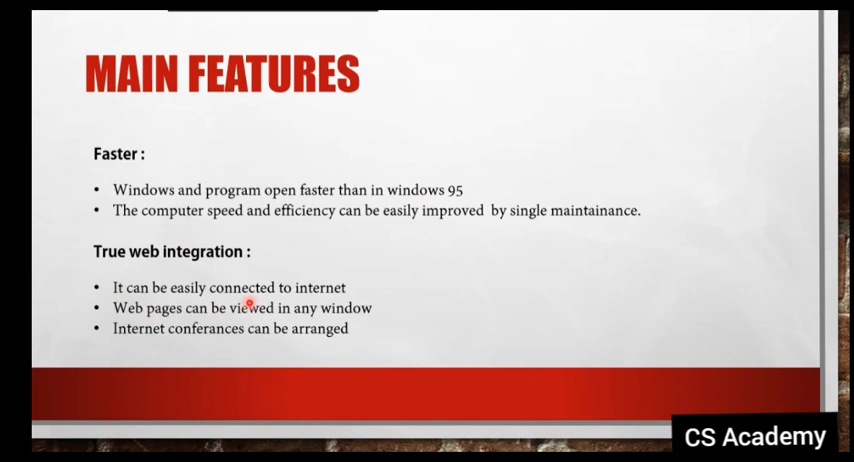 MAIN FEATURES
Faster :
• Windows and program open faster than in windows 95
• The computer speed and efficiency can be easily improved by single maintainance.
True web integration :
• It can be easily connected to internet
• Web pages can be viewed in any window
• Internet conferances can be arranged
CS Academy